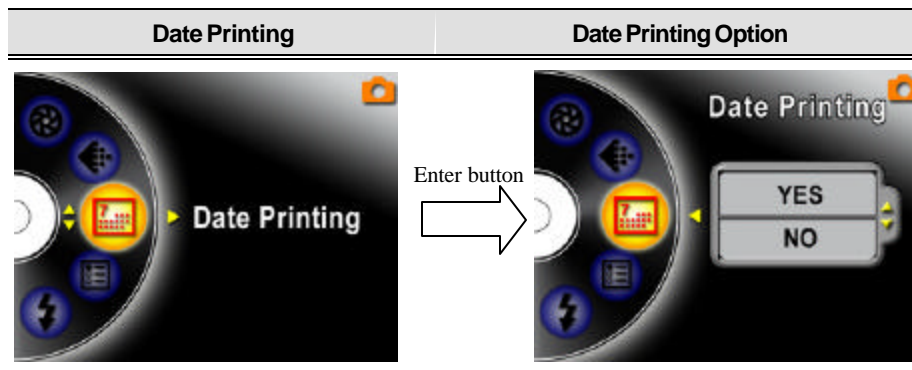 Date Printing Date Printing Option
Date Printing
Enter button
Date Printing
YES
NO